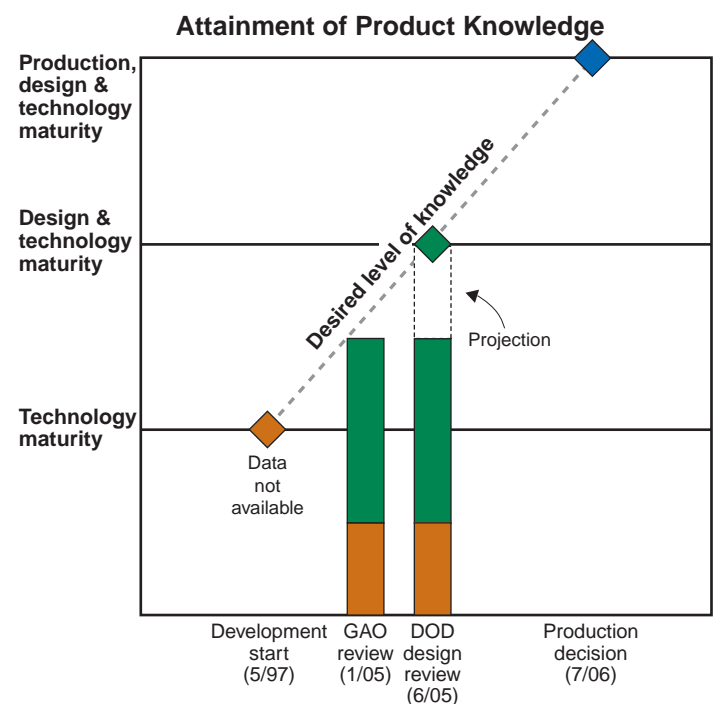 Attainment of Product Knowledge
Production,
design &
technology
maturity
Design &
technology
maturity
Desired level of knowledge
Projection
Technology
maturity
Data
not
available
Development
start
(5/97)
GAO
review
(1/05)
DOD
design
review
(6/05)
Production
decision
(7/06)